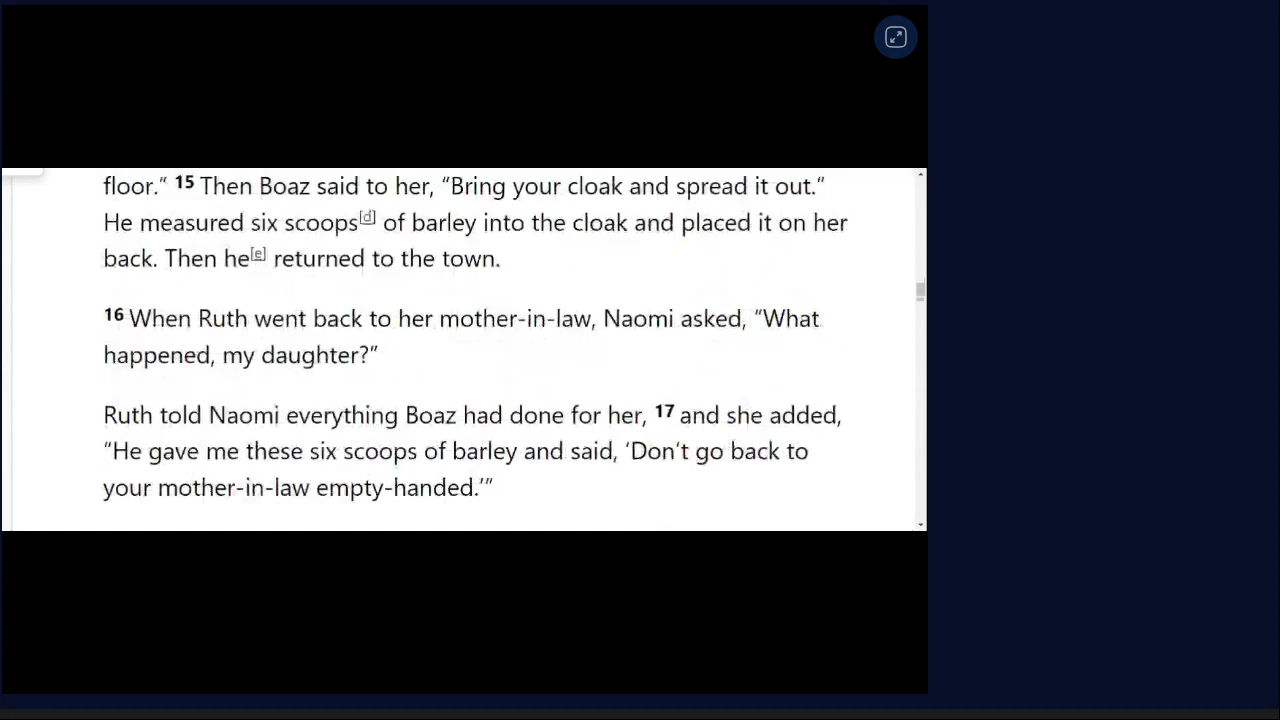 floor.” 15 Then Boaz said to her, “Bring your cloak and spread it out.”
He measured six scoops[d] of barley into the cloak and placed it on her
back. Then he[e] returned to the town.
16 When Ruth went back to her mother-in-law, Naomi asked, “What
happened, my daughter?”
Ruth told Naomi everything Boaz had done for her, 17 and she added,
“He gave me these six scoops of barley and said, ‘Don’t go back to
your mother-in-law empty-handed.’”